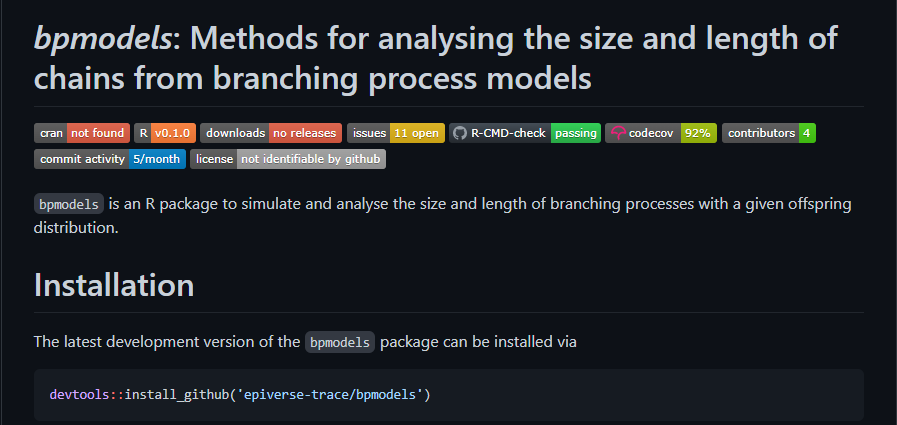 bpmodels: Methods for analysing the size and length of
chains from branching process models
cran not found R v0.1.0 downloads no releases issues 11 open R-CMD-check passing codecov 92% contributors 4
commit activity 5/month license not identifiable by github
bpmodels is an R package to simulate and analyse the size and length of branching processes with a given offspring
distribution.
Installation
The latest development version of the bpmodels package can be installed via
devtools::install_github('epiverse-trace/bpmodels')